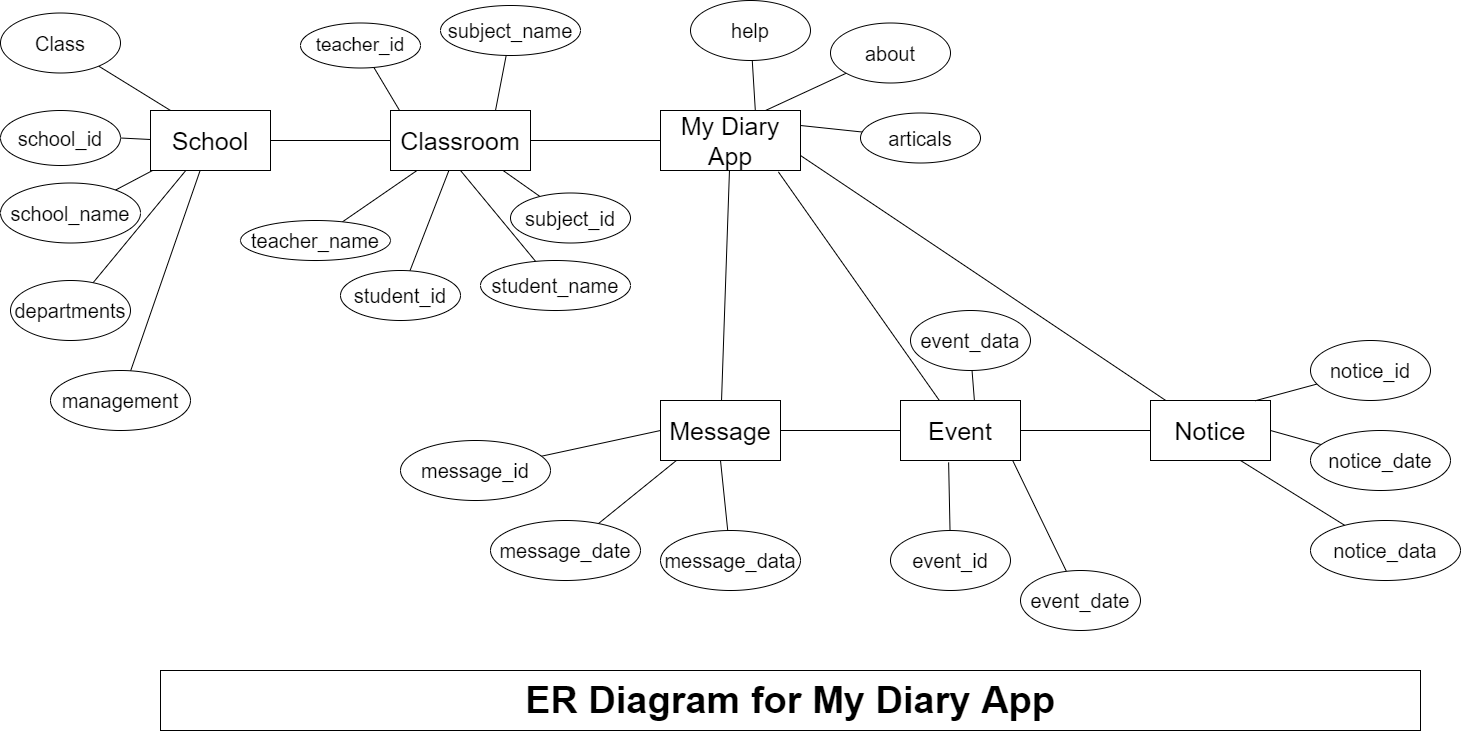 Class
teacher_id
subject_name
help
about
school_id
School
Classroom
My Diary
App
articals
school_name
teacher_name
subject_id
departments
student_id
student_name
management
event_data
notice_id
Message
Event
Notice
message_id
notice_date
message_date
message_data
event_id
notice_data
event_date
ER Diagram for My Diary App